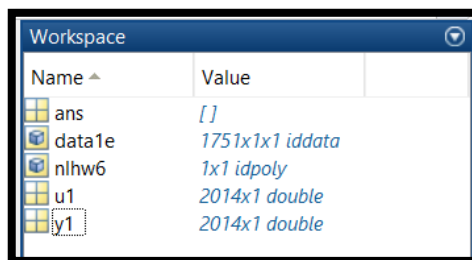 Workspace
Name Value
ans [ ]
data1e 1751x1x1 iddata
nlhw6 1x1 idpoly
u1 2014x1 double
y1 2014x1 double